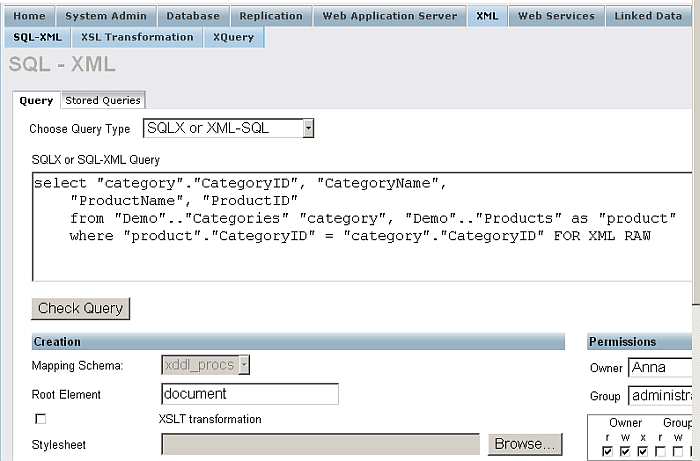 Home System Admin Database Replication Web Application Server XML Web Services Linked Data
SQL-XML XSL Transformation XQuery
SQL - XML
Query Stored Queries
Choose Query Type SQLX or XML-SQL
SQLX or SQL-XML Query
select "category"."CategoryID", "CategoryName",
"ProductName", "ProductID"
from "Demo".."Categories" "category", "Demo".."Products" as "product"
where "product"."CategoryID" = "category"."CategoryID" FOR XML RAW
Check Query
Creation Permissions
Mapping Schema: xddl_procs Owner Anna
Root Element document Group administra
XSLT transformation Owner Group
r w x r w
Stylesheet Browse...